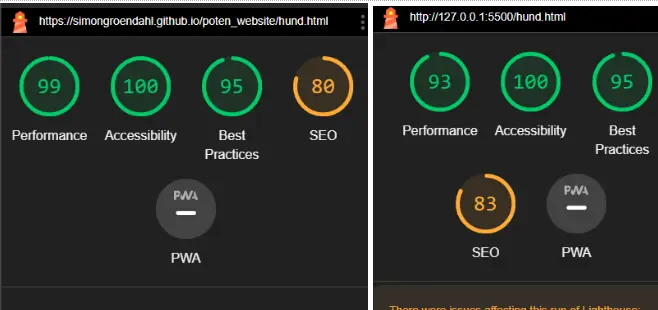 https://simongroendahl.github.io/poten_website/hund.html
99
100
95
80
Performance
Accessibility
Best
Practices
SEO
PWA
PWA
http://127.0.0.1:5500/hund.html
93
100
95
Performance
Accessibility
Best
Practices
83
PWA
SEO
PWA
There were issues affecting this run of Lighthouse: